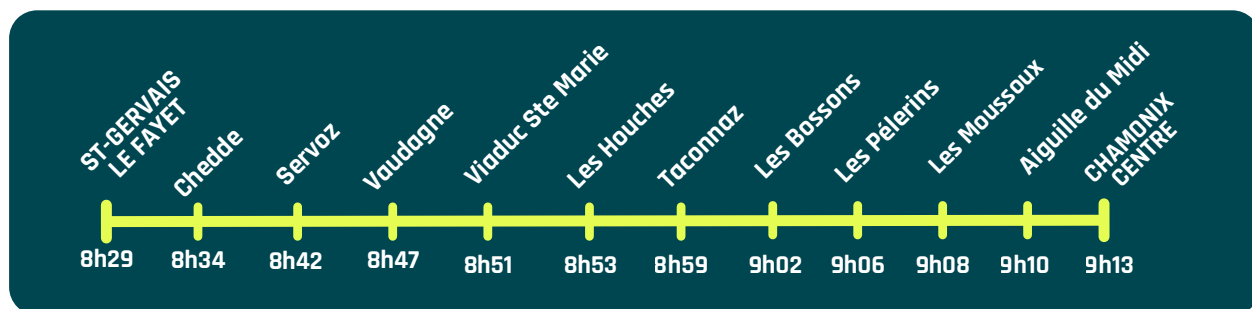 ST-GERVAIS
LE FAYET
Chedde
Servoz
Vaudagne
Viaduc Ste Marie
Les Houches
Taconnaz
Les Bossons
Les Pélerins
Les Moussoux
Aiguille du Midi
CHAMONIX
CENTRE
8h29 8h34 8h42 8h47 8h51 8h53 8h59 9h02 9h06 9h08 9h10 9h13